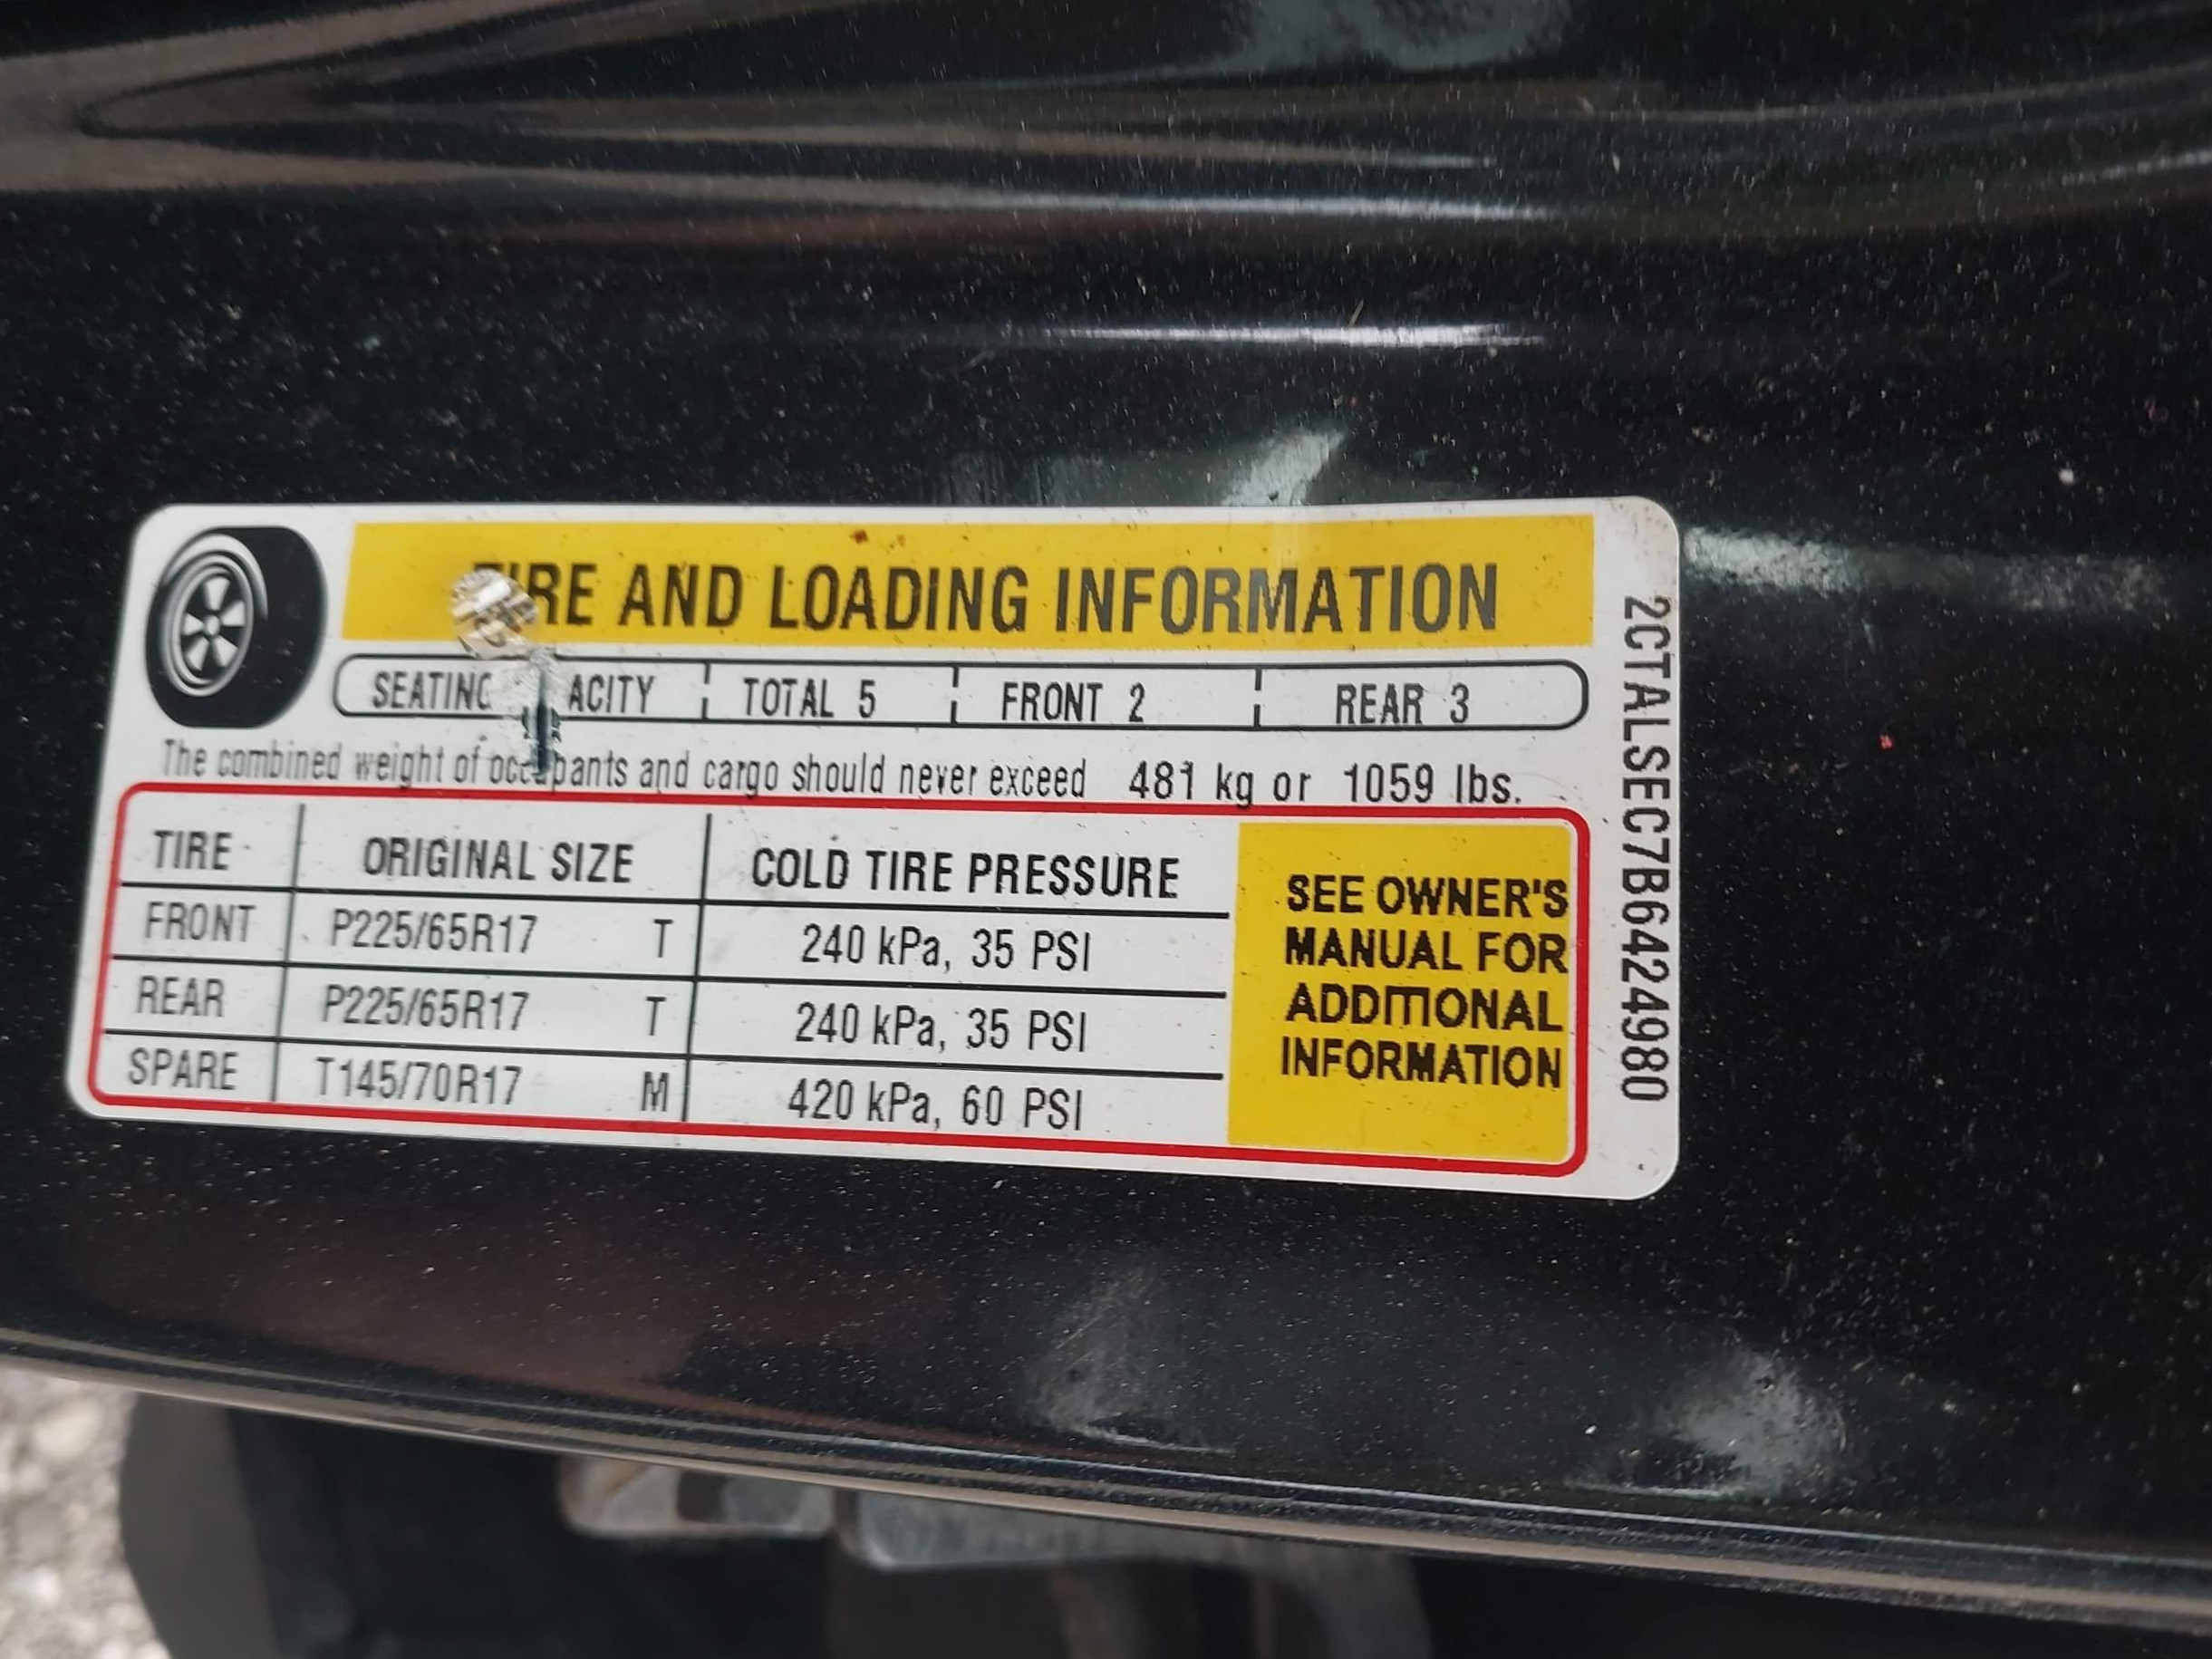 TIRE AND LOADING INFORMATION
SEATING ACITY TOTAL 5 FRONT 2 REAR 3
The combined weight of occupants and cargo should never exceed 481 kg or 1059 lbs.
TIRE ORIGINAL SIZE COLD TIRE PRESSURE
FRONT P225/65R17 T 240 kPa, 35 PSI
REAR P225/65R17 T 240 kPa, 35 PSI
SPARE T145/70R17 M 420 kPa, 60 PSI
SEE OWNER'S
MANUAL FOR
ADDITIONAL
INFORMATION
2CTALSEC7B6424980